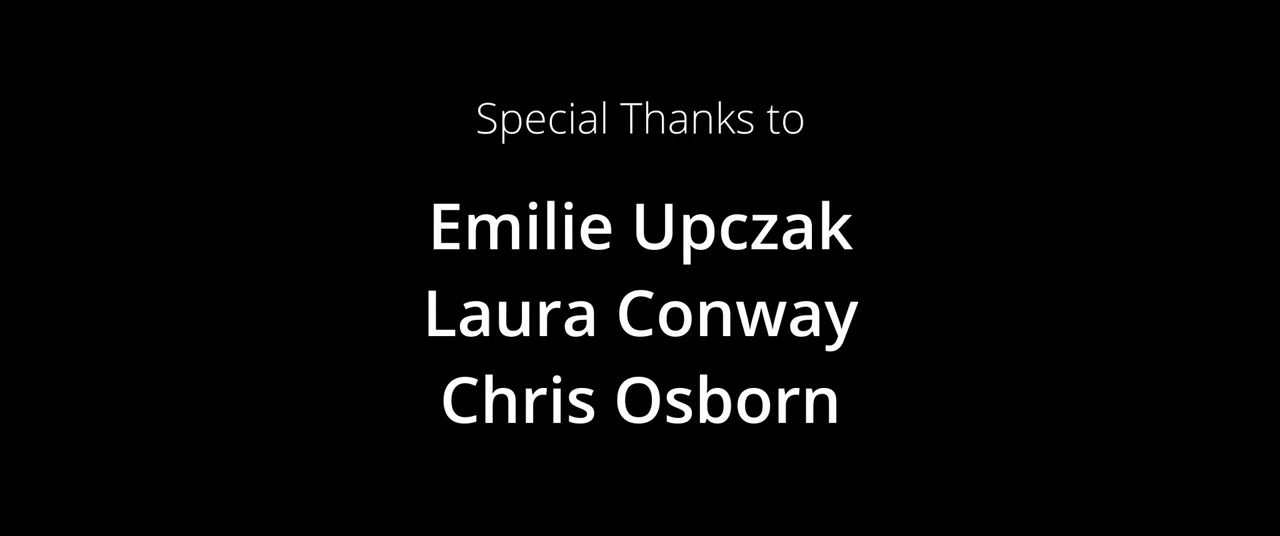 Special Thanks to
Emilie Upczak
Laura Conway
Chris Osborn